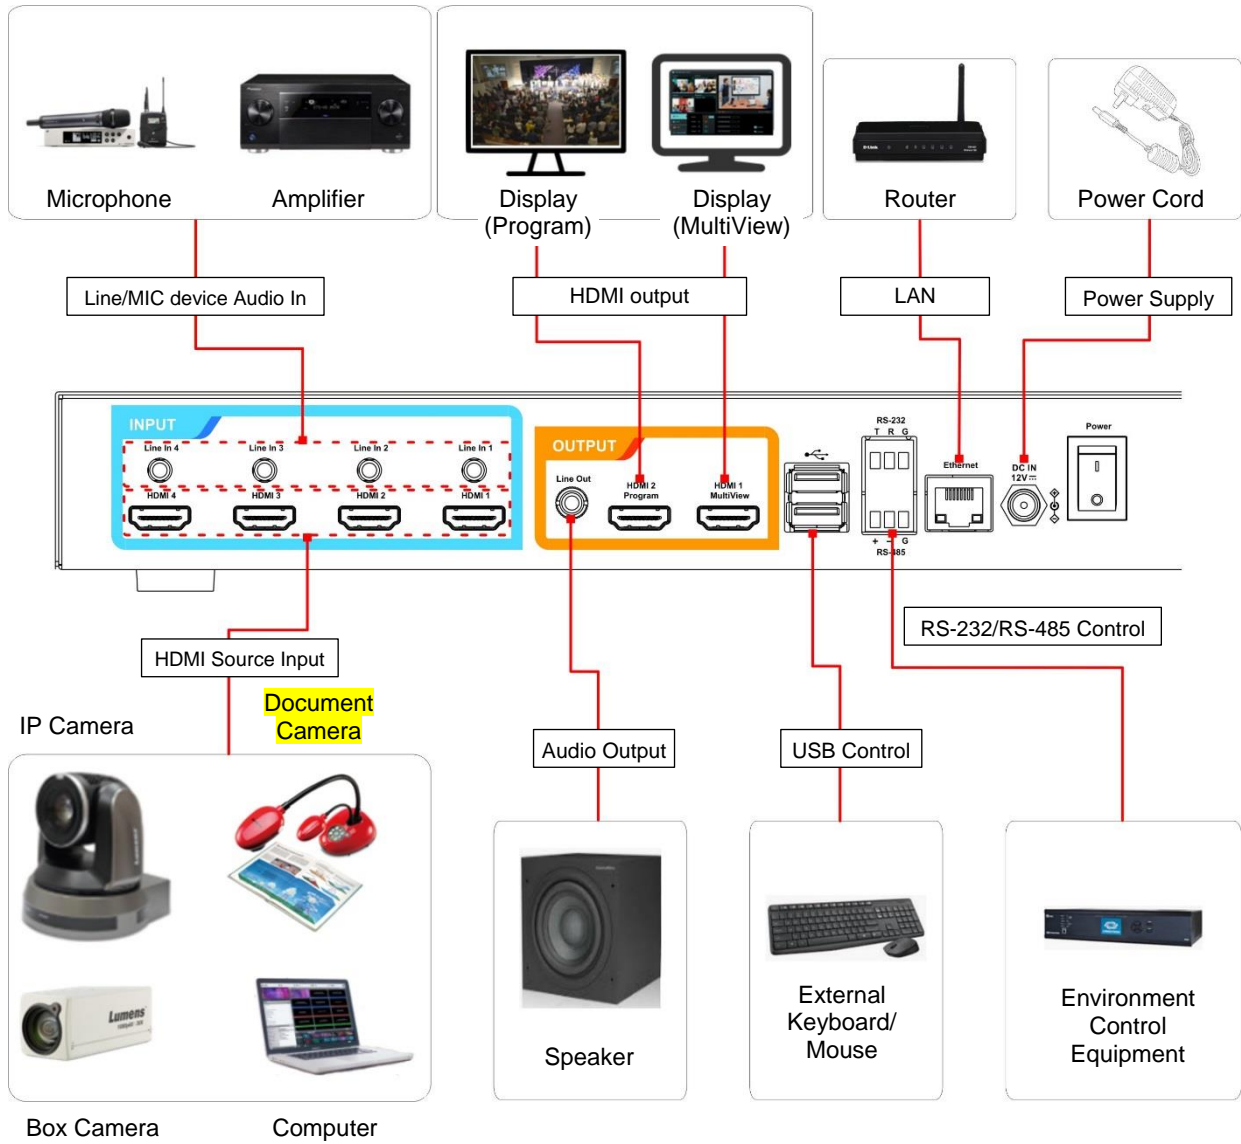 Microphone
Amplifier
Display
(Program)
Display
(MultiView)
Router
Power Cord
D-Link
Line/MIC device Audio In
HDMI output
LAN
Power Supply
INPUT
Line In 4
Line In 3
Line In 2
Line In 1
HDMI 4
HDMI 3
HDMI 2
HDMI 1
OUTPUT
Line Out
HDMI 2
Program
HDMI 1
MultiView
RS-232
T R G
+ – G
RS-485
Ethernet
DC IN
12V
Power
HDMI Source Input
RS-232/RS-485 Control
Document
Camera
IP Camera
Audio Output
USB Control
Lumens
Lumens
Box Camera
Computer
Speaker
External
Keyboard/
Mouse
Environment
Control
Equipment